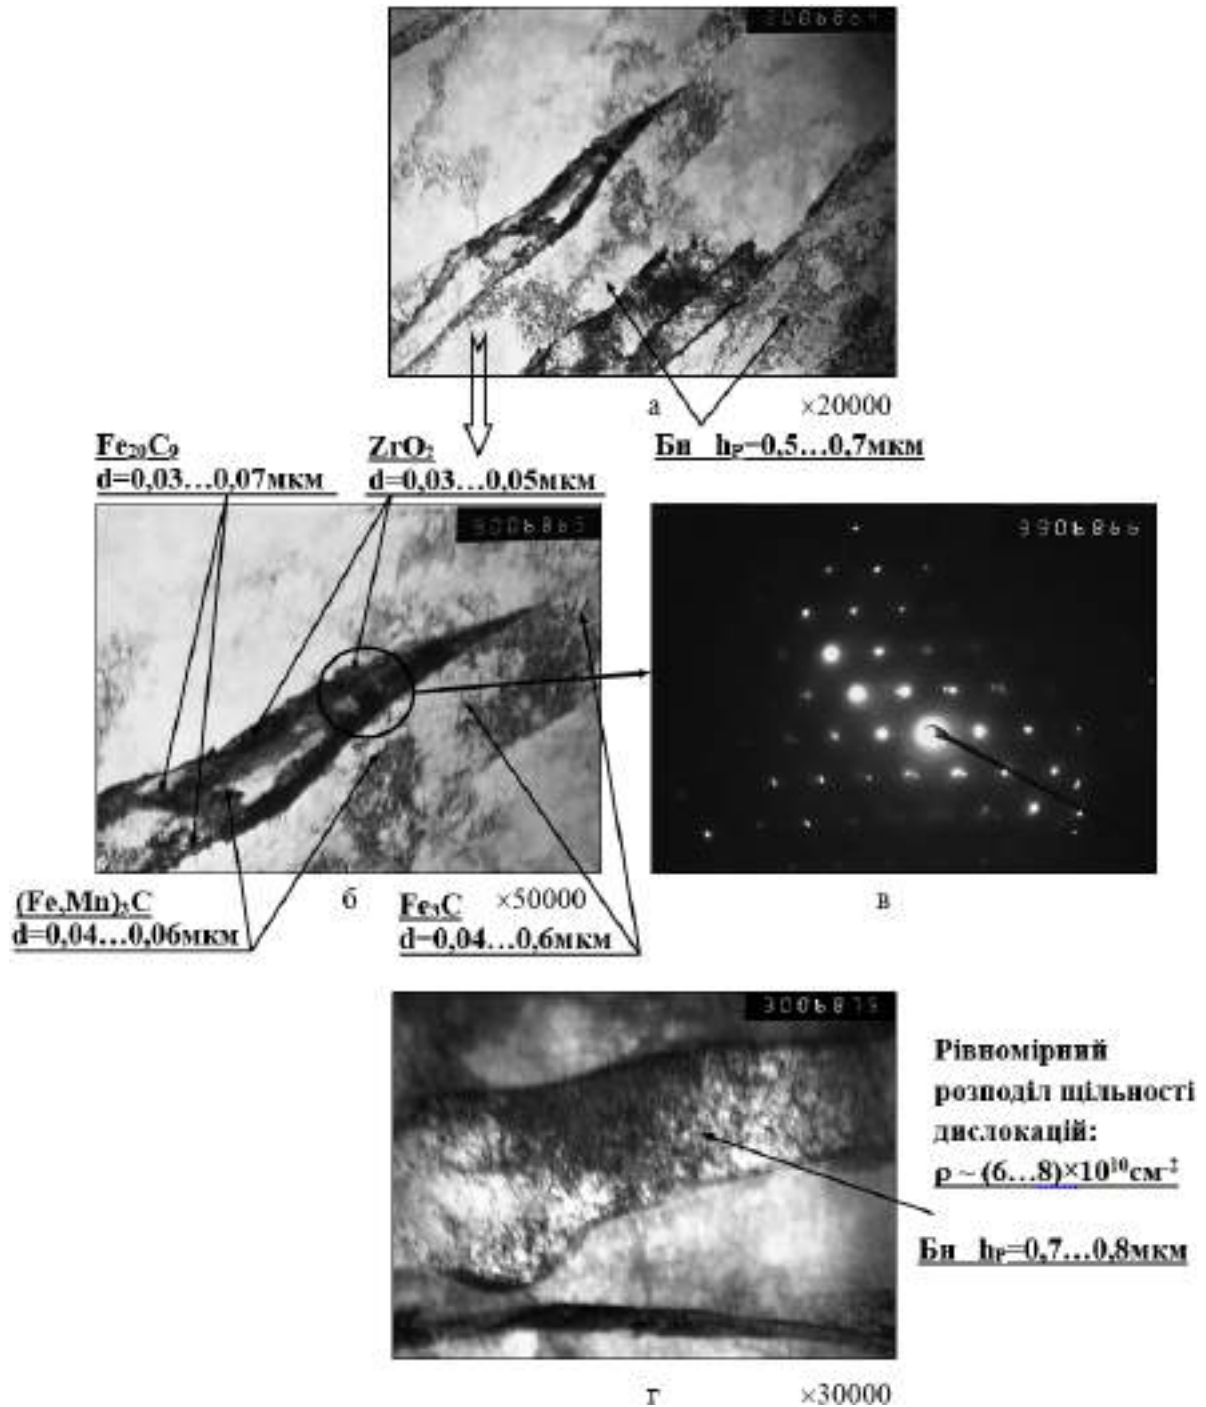 а
×20000
Бн h_P=0,5…0,7мкм
Fe₂₀C₉
d=0,03…0,07мкм
ZrO₂
d=0,03…0,05мкм
б
×50000
в
(Fe,Mn)₃C
d=0,04…0,06мкм
Fe₃C
d=0,04…0,6мкм
Рівномірний
розподіл щільності
дислокацій:
ρ ~ (6…8)×10¹⁰см⁻²
Бн h_P=0,7…0,8мкм
г
×30000